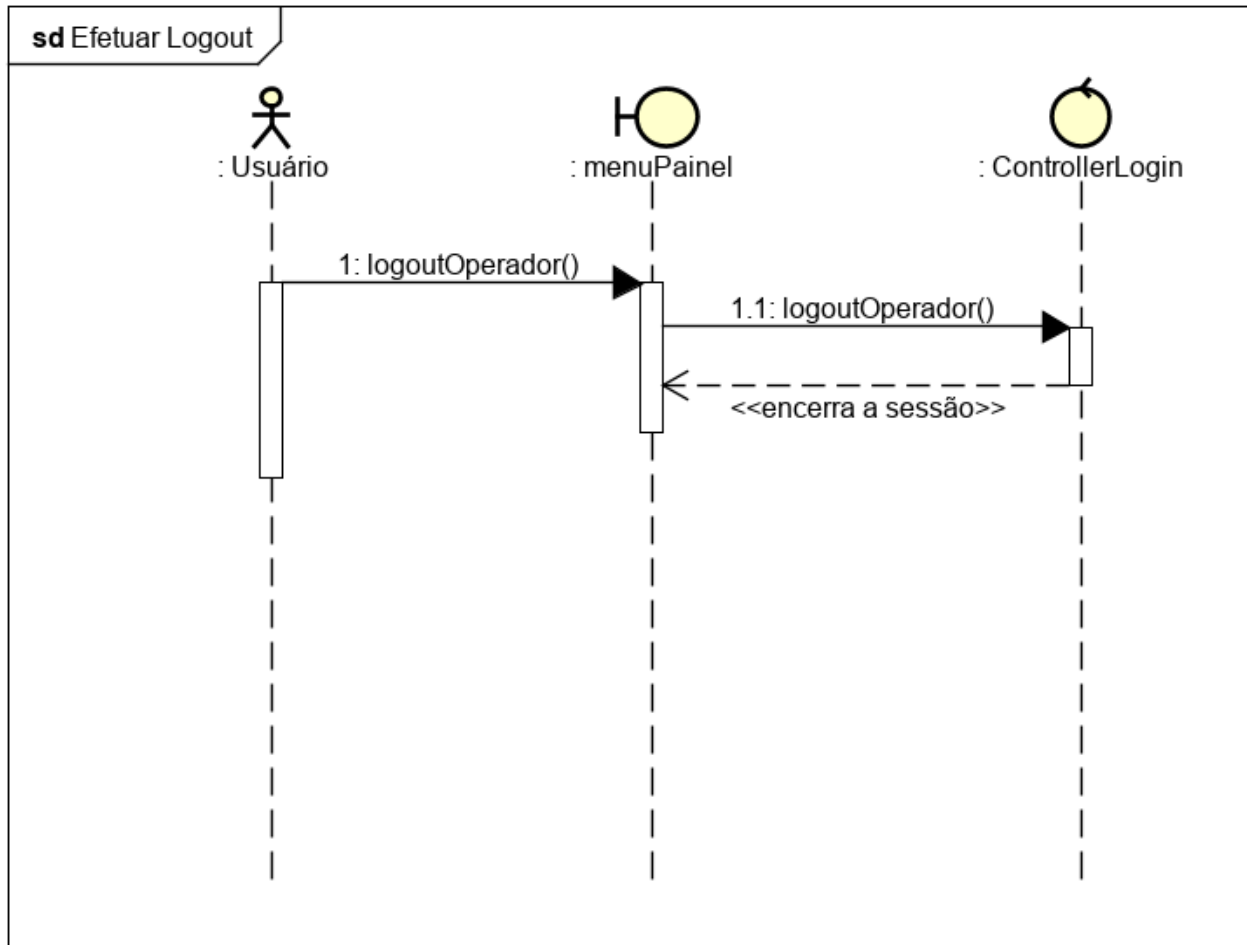 sd Efetuar Logout
: Usuário
: menuPainel
: ControllerLogin
1: logoutOperador()
1.1: logoutOperador()
<<encerra a sessão>>